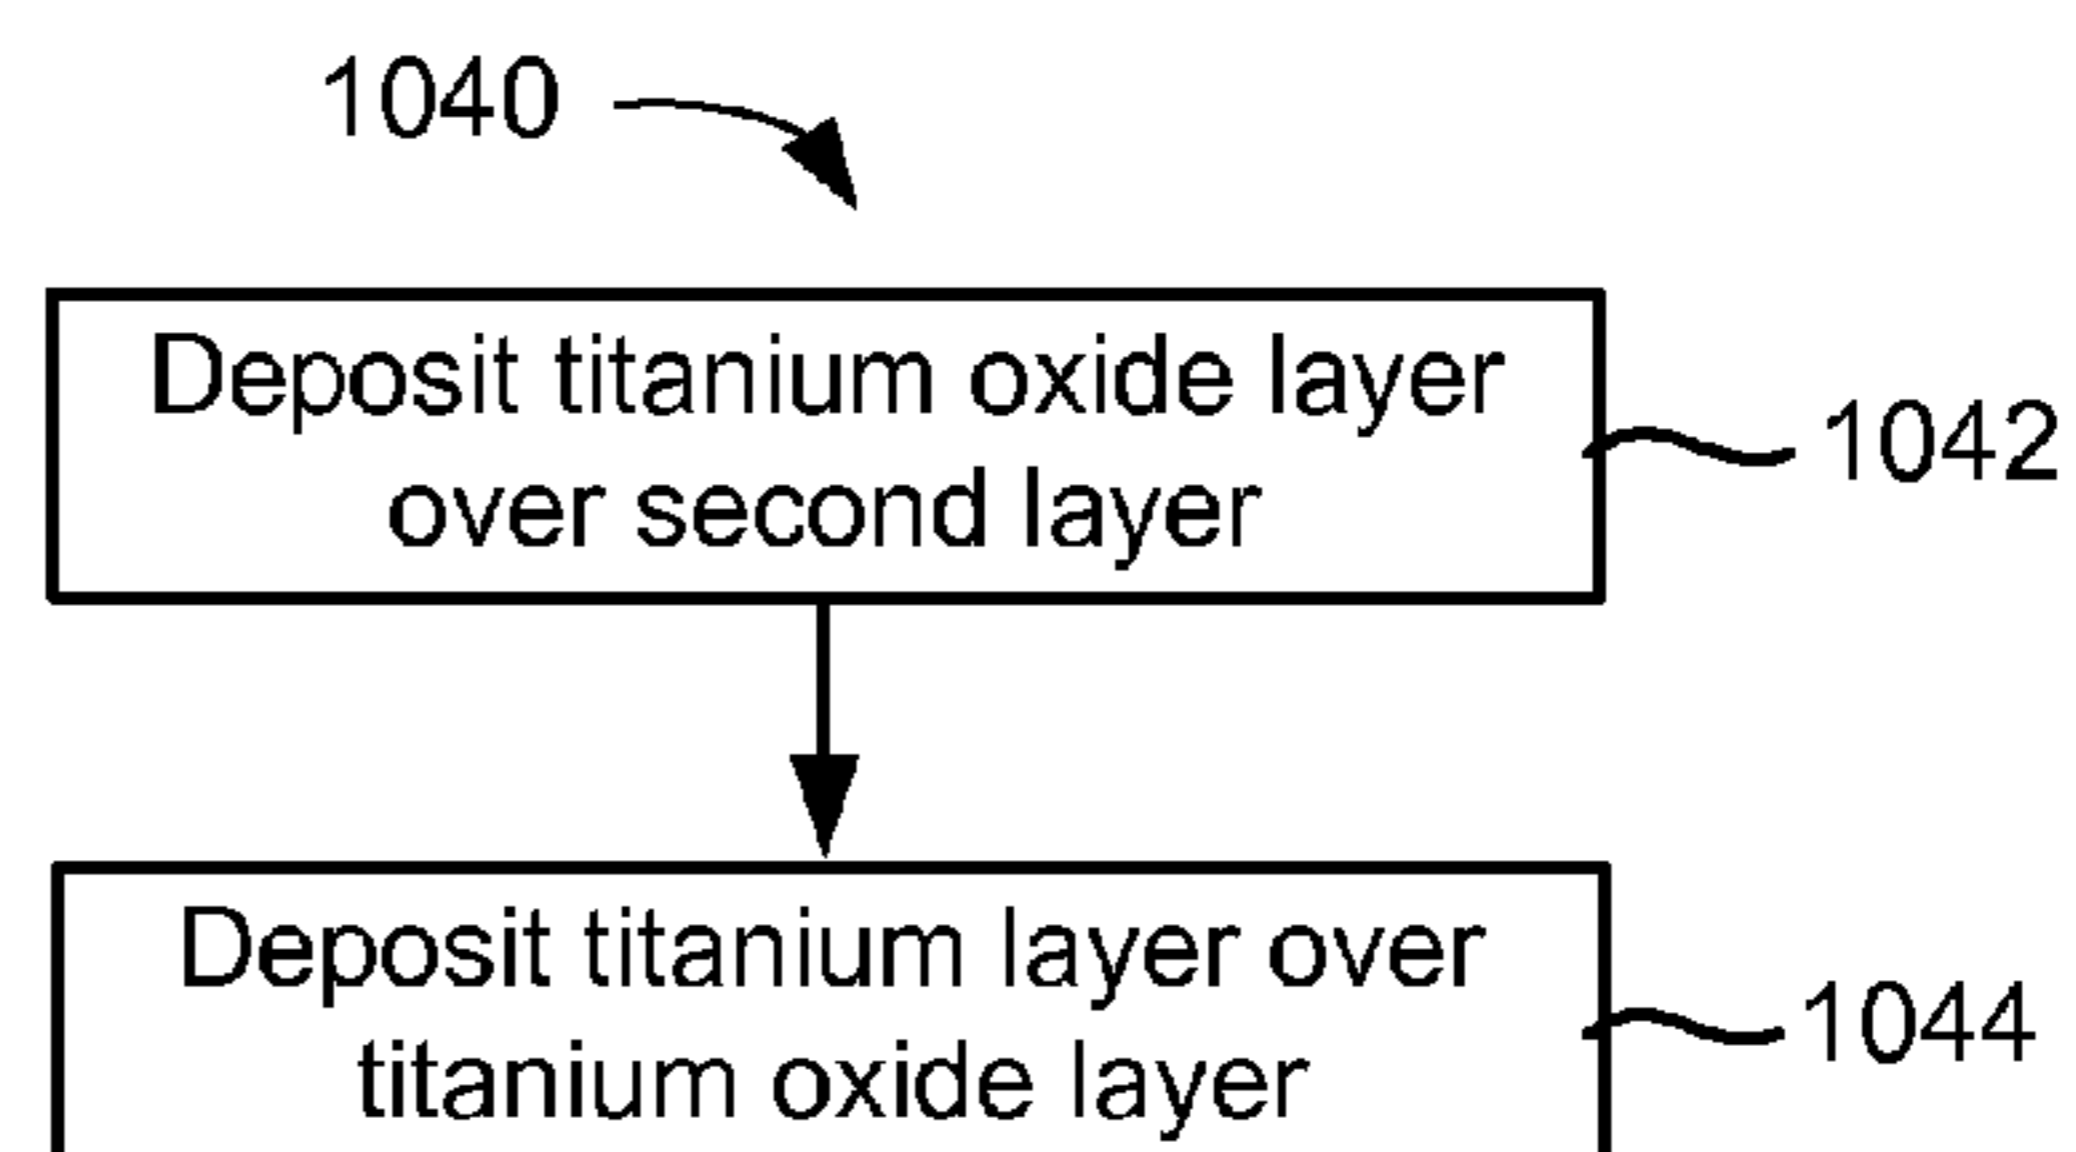 1040
Deposit titanium oxide layer
over second layer
1042
Deposit titanium layer over
titanium oxide layer
1044